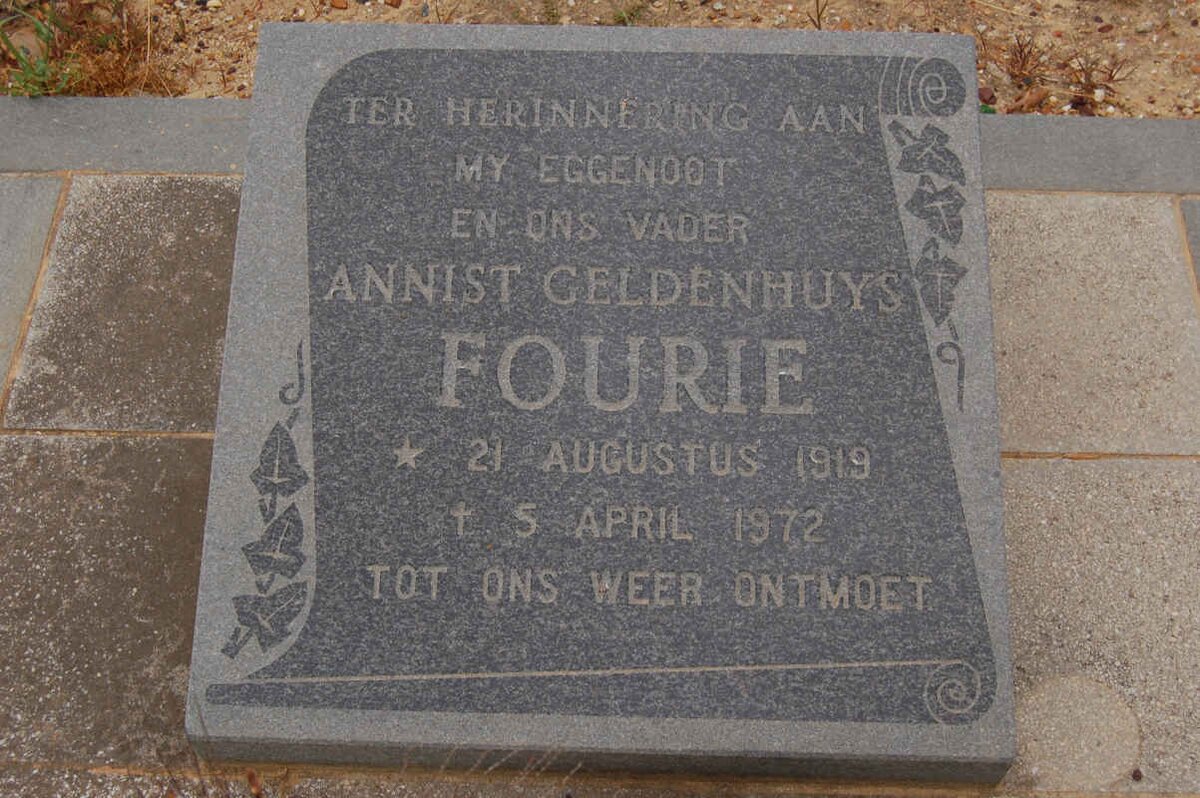 TER HERINNERING AAN
MY EGGENOOT
EN ONS VADER
ANNIST GELDENHUYS
FOURIE
★ 21 AUGUSTUS 1919
† 5 APRIL 1972
TOT ONS WEER ONTMOET